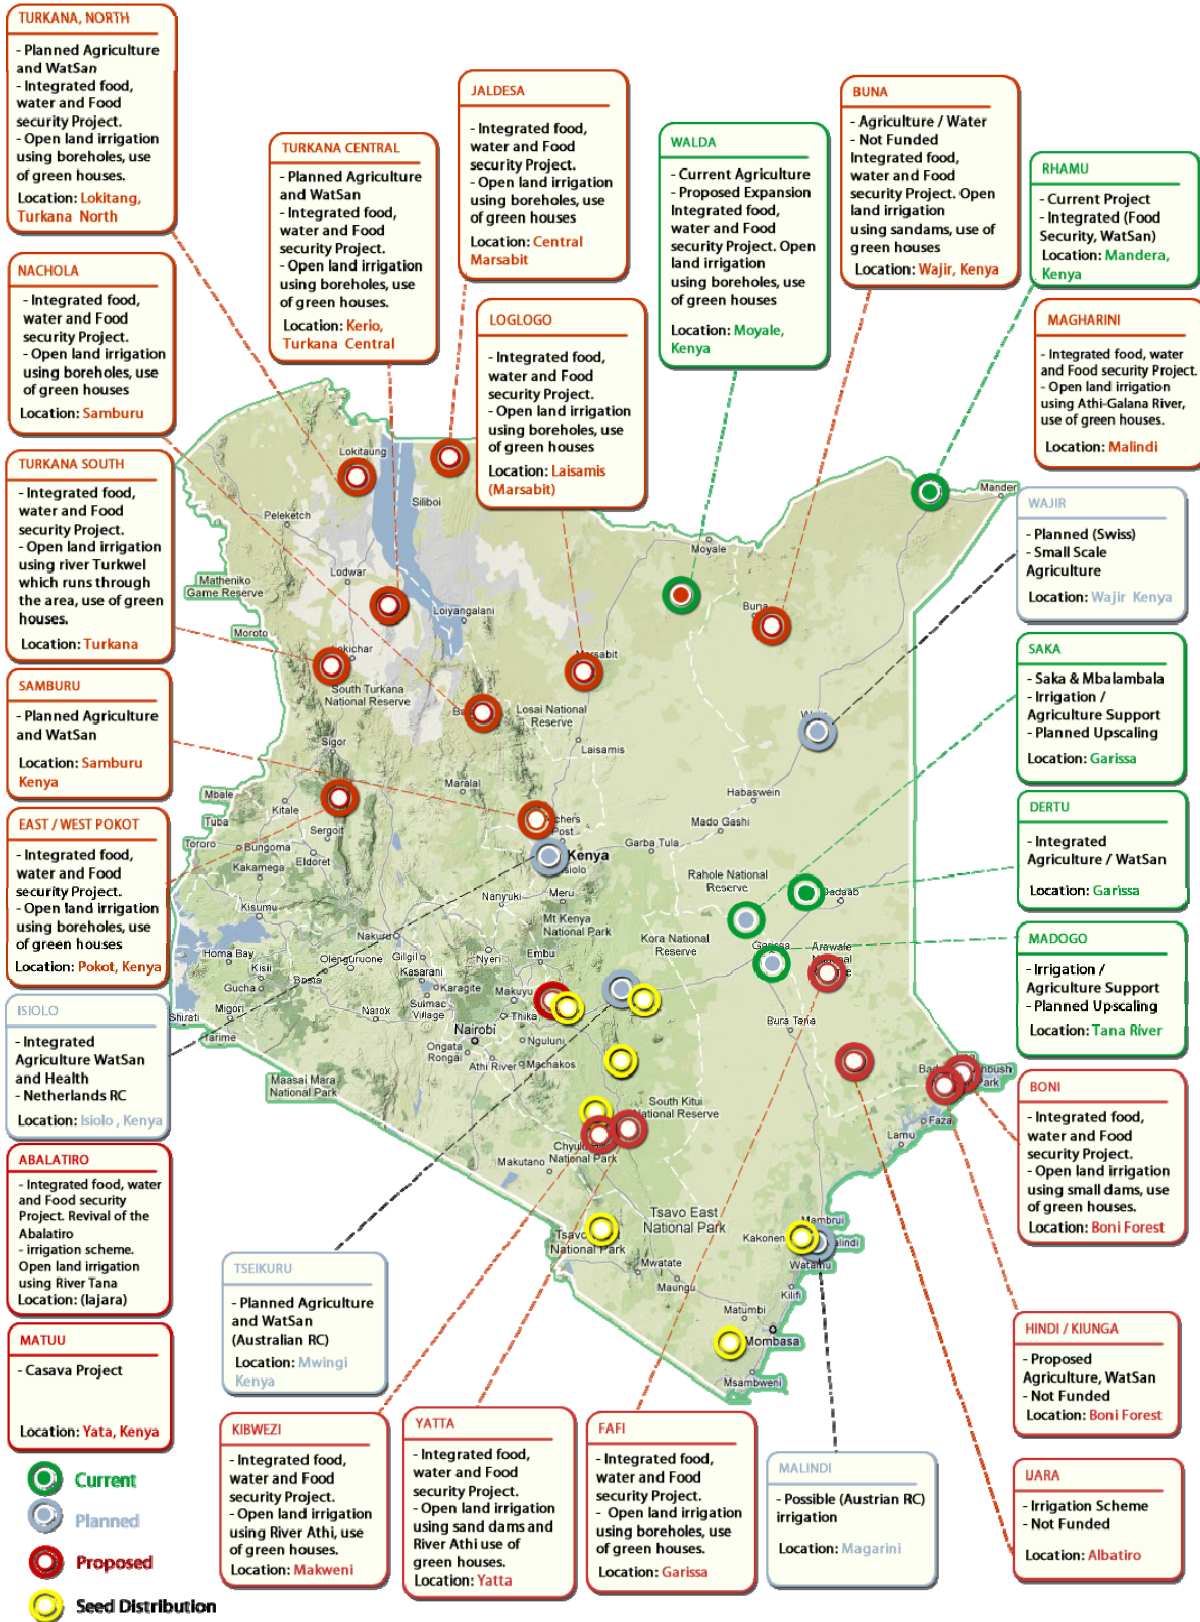 TURKANA, NORTH
- Planned Agriculture
and WatSan
- Integrated food,
water and Food
security Project.
- Open land irrigation
using boreholes, use
of green houses.
Location: Lokitang,
Turkana North
NACHOLA
- Integrated food,
water and Food
security Project.
- Open land irrigation
using boreholes, use
of green houses
Location: Samburu
TURKANA SOUTH
- Integrated food,
water and Food
security Project.
- Open land irrigation
using river Turkwel
which runs through
the area, use of green
houses.
Location: Turkana
SAMBURU
- Planned Agriculture
and WatSan
Location: Samburu
Kenya
EAST / WEST POKOT
- Integrated food,
water and Food
security Project.
- Open land irrigation
using boreholes, use
of green houses
Location: Pokot, Kenya
ISIOLO
- Integrated
Agriculture WatSan
and Health
- Netherlands RC
Location: Isiolo , Kenya
ABALATIRO
- Integrated food, water
and Food security
Project. Revival of the
Abalatiro
- irrigation scheme.
Open land irrigation
using River Tana
Location: (Iajara)
MATUU
- Casava Project
Location: Yata, Kenya
Current
Planned
Proposed
Seed Distribution
TURKANA CENTRAL
- Planned Agriculture
and WatSan
- Integrated food,
water and Food
security Project.
- Open land irrigation
using boreholes, use
of green houses.
Location: Kerio,
Turkana Central
JALDESA
- Integrated food,
water and Food
security Project.
- Open land irrigation
using boreholes, use
of green houses
Location: Central
Marsabit
LOGLOGO
- Integrated food,
water and Food
security Project.
- Open land irrigation
using boreholes, use
of green houses
Location: Laisamis
(Marsabit)
WALDA
- Current Agriculture
- Proposed Expansion
Integrated food,
water and Food
security Project. Open
land irrigation
using boreholes, use
of green houses
Location: Moyale,
Kenya
BUNA
- Agriculture / Water
- Not Funded
Integrated food,
water and Food
security Project. Open
land irrigation
using sandams, use of
green houses
Location: Wajir, Kenya
RHAMU
- Current Project
- Integrated (Food
Security, WatSan)
Location: Mandera,
Kenya
MAGHARINI
- Integrated food, water
and Food security Project.
- Open land irrigation
using Athi-Galana River,
use of green houses.
Location: Malindi
WAJIR
- Planned (Swiss)
- Small Scale
Agriculture
Location: Wajir Kenya
SAKA
- Saka & Mbalambala
- Irrigation /
Agriculture Support
- Planned Upscaling
Location: Garissa
DERTU
- Integrated
Agriculture / WatSan
Location: Garissa
MADOGO
- Irrigation /
Agriculture Support
- Planned Upscaling
Location: Tana River
BONI
- Integrated food,
water and Food
security Project.
- Open land irrigation
using small dams, use
of green houses.
Location: Boni Forest
HINDI / KIUNGA
- Proposed
Agriculture, WatSan
- Not Funded
Location: Boni Forest
IJARA
- Irrigation Scheme
- Not Funded
Location: Albatiro
TSEIKURU
- Planned Agriculture
and WatSan
(Australian RC)
Location: Mwingi
Kenya
KIBWEZI
- Integrated food,
water and Food
security Project.
- Open land irrigation
using River Athi, use
of green houses.
Location: Makweni
YATTA
- Integrated food,
water and Food
security Project.
- Open land irrigation
using sand dams and
River Athi use of
green houses.
Location: Yatta
FAFI
- Integrated food,
water and Food
security Project.
- Open land irrigation
using boreholes, use
of green houses.
Location: Garissa
MALINDI
- Possible (Austrian RC)
irrigation
Location: Magarini
Lokitaung
Siliboi
Peleketch
Lodwar
Matheniko
Game Reserve
Loiyangalani
Moroto
South Turkana
National Reserve
Losai National
Reserve
Laisamis
Moyale
Buna
Sigor
Maralal
Habaswein
Mado Gashi
Garba Tula
Mbale
Kitale
Tuba
Sergoit
Tororo
Bungoma
Eldoret
Kakamega
Post
Kenya
Rahole National
Reserve
Nanyuki
Meru
Mt Kenya
National Park
Kisumu
Nakuru
Kora National
Reserve
Garissa
Homa Bay
Kisii
Olenguruone
Gilgil
Nyeri
Embu
Kasarani
Gucha
Karagite
Makuyu
Migori
Narok
Suimac
Village
Thika
Shirati
Tarime
Nairobi
Nguluni
Ongata
Rongai
Athi River
Machakos
Bura Tana
Maasai Mara
National Park
South Kitui
National Reserve
Faza
Lamu
National Park
Makutano
Tsavo East
National Park
National Park
Kakoneni
Mambrui
Watamu
Mwatate
Maungu
Kilifi
Matumbi
Mombasa
Msambweni